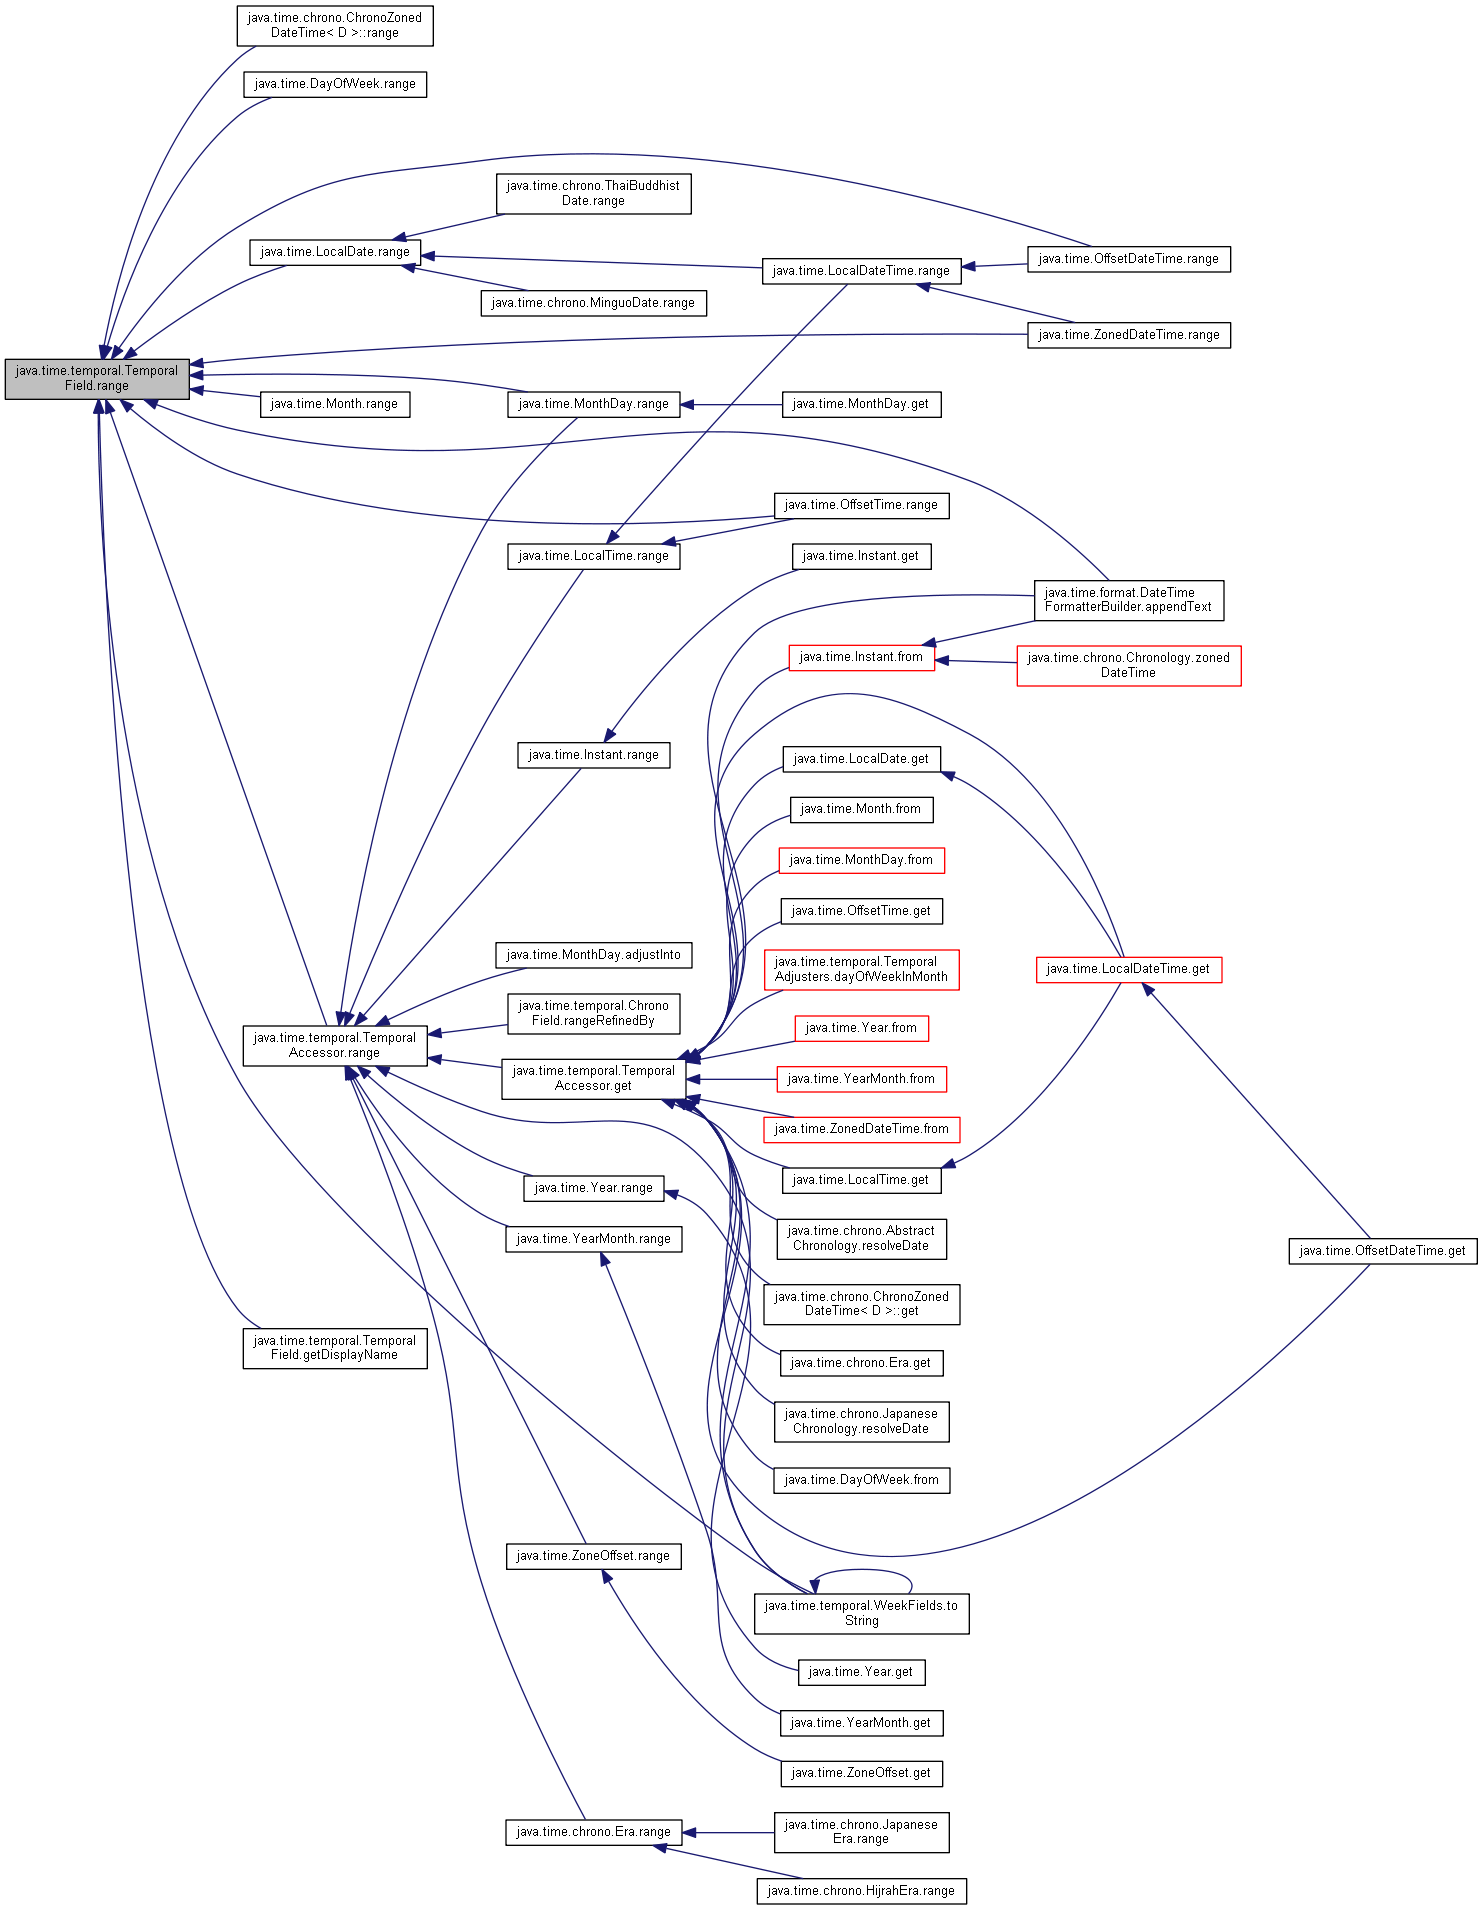 java.time.chrono.ChronoZoned
DateTime< D >::range
java.time.DayOfWeek.range
java.time.chrono.ThaiBuddhist
Date.range
java.time.LocalDate.range
java.time.LocalDateTime.range
java.time.OffsetDateTime.range
java.time.chrono.MinguoDate.range
java.time.ZonedDateTime.range
java.time.temporal.Temporal
Field.range
java.time.Month.range
java.time.MonthDay.range
java.time.MonthDay.get
java.time.OffsetTime.range
java.time.LocalTime.range
java.time.Instant.get
java.time.format.DateTime
FormatterBuilder.appendText
java.time.Instant.from
java.time.chrono.Chronology.zoned
DateTime
java.time.Instant.range
java.time.LocalDate.get
java.time.Month.from
java.time.MonthDay.from
java.time.OffsetTime.get
java.time.MonthDay.adjustInto
java.time.temporal.Temporal
Adjusters.dayOfWeekInMonth
java.time.LocalDateTime.get
java.time.temporal.Chrono
Field.rangeRefinedBy
java.time.Year.from
java.time.temporal.Temporal
Accessor.range
java.time.temporal.Temporal
Accessor.get
java.time.YearMonth.from
java.time.ZonedDateTime.from
java.time.LocalTime.get
java.time.Year.range
java.time.YearMonth.range
java.time.chrono.Abstract
Chronology.resolveDate
java.time.OffsetDateTime.get
java.time.chrono.ChronoZoned
DateTime< D >::get
java.time.temporal.Temporal
Field.getDisplayName
java.time.chrono.Era.get
java.time.chrono.Japanese
Chronology.resolveDate
java.time.DayOfWeek.from
java.time.ZoneOffset.range
java.time.temporal.WeekFields.to
String
java.time.Year.get
java.time.YearMonth.get
java.time.ZoneOffset.get
java.time.chrono.Era.range
java.time.chrono.Japanese
Era.range
java.time.chrono.HijrahEra.range